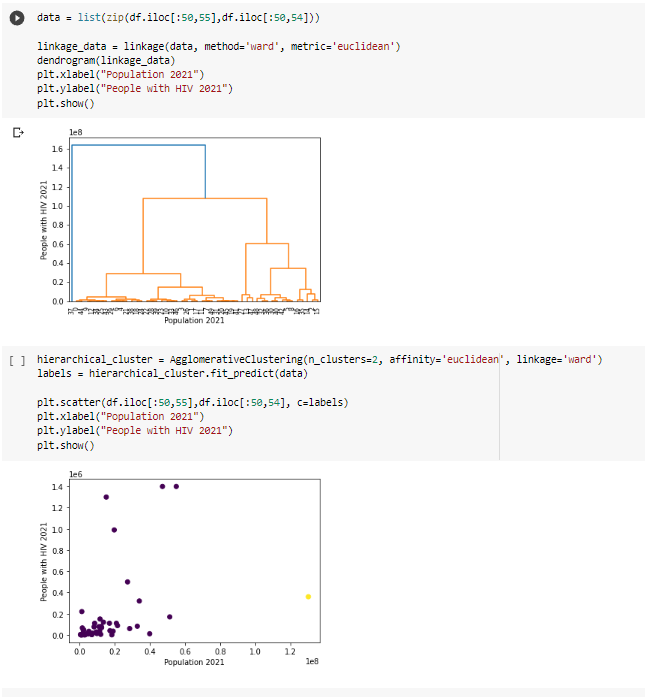 data = list(zip(df.iloc[:50,55],df.iloc[:50,54]))
linkage_data = linkage(data, method='ward', metric='euclidean')
dendrogram(linkage_data)
plt.xlabel("Population 2021")
plt.ylabel("People with HIV 2021")
plt.show()
1e8
1.6
1.4
1.2
1.0
0.8
0.6
0.4
0.2
0.0
People with HIV 2021
Population 2021
[ ] hierarchical_cluster = AgglomerativeClustering(n_clusters=2, affinity='euclidean', linkage='ward')
labels = hierarchical_cluster.fit_predict(data)
plt.scatter(df.iloc[:50,55],df.iloc[:50,54], c=labels)
plt.xlabel("Population 2021")
plt.ylabel("People with HIV 2021")
plt.show()
1e6
1.4
1.2
1.0
0.8
0.6
0.4
0.2
0.0
People with HIV 2021
0.0 0.2 0.4 0.6 0.8 1.0 1.2
Population 2021
1e8